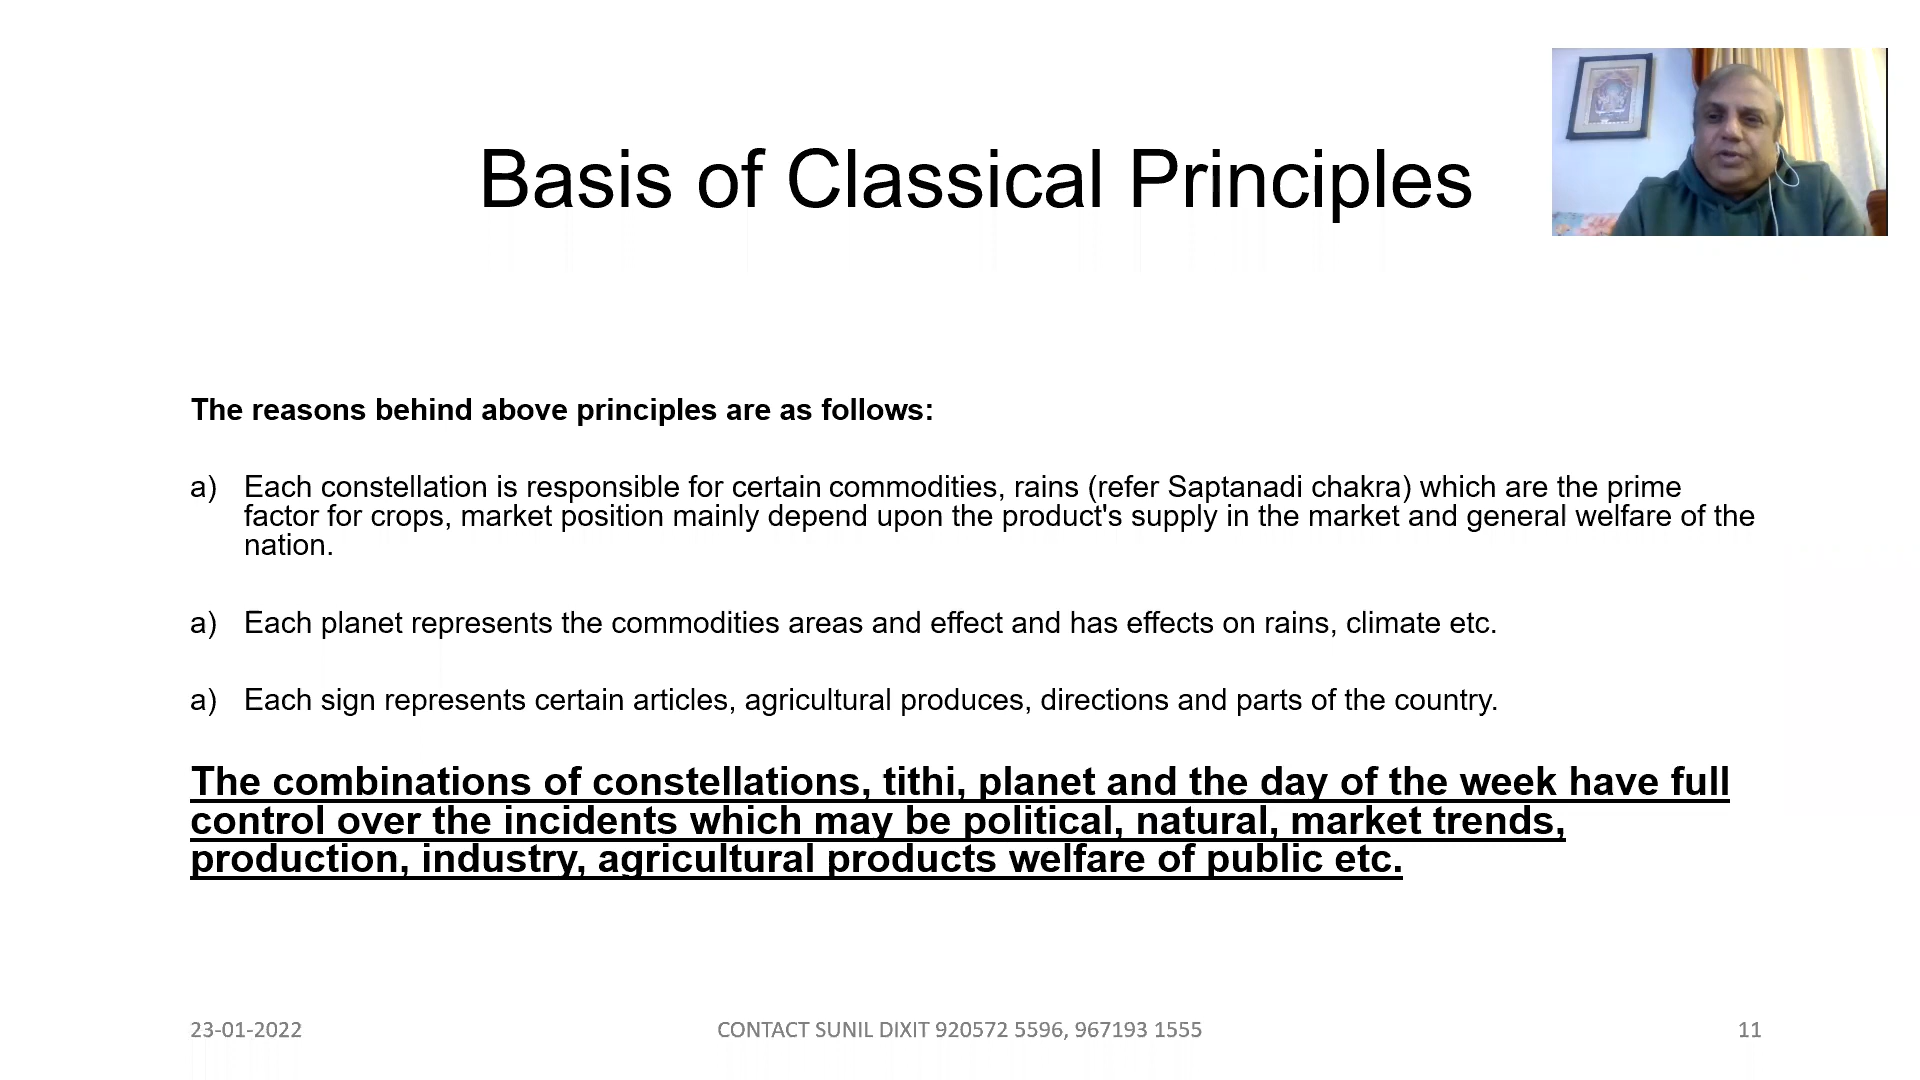 Basis of Classical Principles
The reasons behind above principles are as follows:
a) Each constellation is responsible for certain commodities, rains (refer Saptanadi chakra) which are the prime
factor for crops, market position mainly depend upon the product's supply in the market and general welfare of the
nation.
a) Each planet represents the commodities areas and effect and has effects on rains, climate etc.
a) Each sign represents certain articles, agricultural produces, directions and parts of the country.
The combinations of constellations, tithi, planet and the day of the week have full
control over the incidents which may be political, natural, market trends,
production, industry, agricultural products welfare of public etc.
23-01-2022
CONTACT SUNIL DIXIT 920572 5596, 967193 1555
11